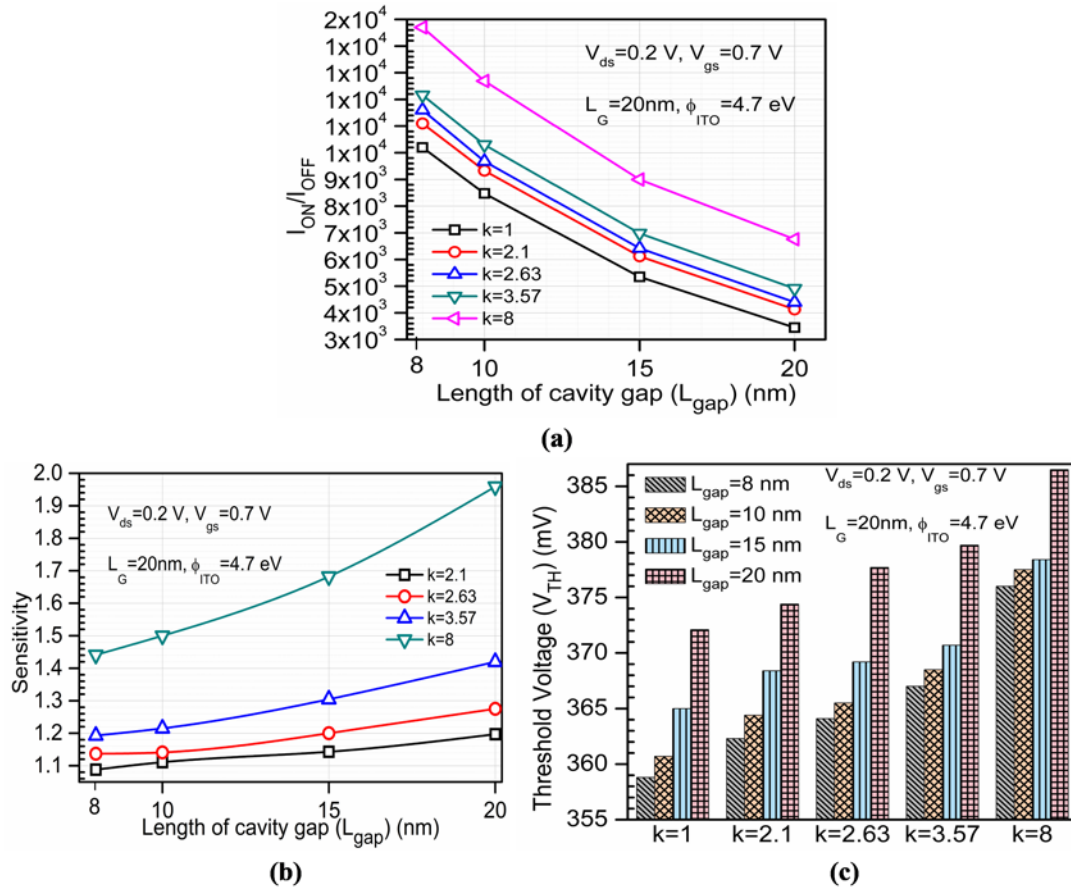 2x10⁴
1x10⁴
1x10⁴
1x10⁴
1x10⁴
1x10⁴
9x10³
8x10³
7x10³
6x10³
5x10³
4x10³
3x10³
I_ON/I_OFF
V_ds=0.2 V, V_gs=0.7 V
L_G=20nm, ϕ_ITO=4.7 eV
k=1
k=2.1
k=2.63
k=3.57
k=8
8 10 15 20
Length of cavity gap (L_gap) (nm)
(a)
2.0
1.9
1.8
1.7
1.6
1.5
1.4
1.3
1.2
1.1
Sensitivity
V_ds=0.2 V, V_gs=0.7 V
L_G=20nm, ϕ_ITO=4.7 eV
k=2.1
k=2.63
k=3.57
k=8
8 10 15 20
Length of cavity gap (L_gap) (nm)
(b)
385
380
375
370
365
360
355
Threshold Voltage (V_TH) (mV)
L_gap=8 nm
L_gap=10 nm
L_gap=15 nm
L_gap=20 nm
V_ds=0.2 V, V_gs=0.7 V
L_G=20nm, ϕ_ITO=4.7 eV
k=1 k=2.1 k=2.63 k=3.57 k=8
(c)